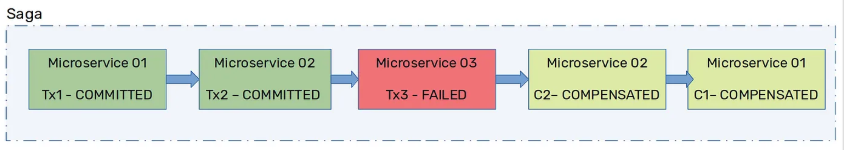 Saga
Microservice 01
Tx1 - COMMITTED
Microservice 02
Tx2 – COMMITTED
Microservice 03
Tx3 - FAILED
Microservice 02
C2– COMPENSATED
Microservice 01
C1– COMPENSATED